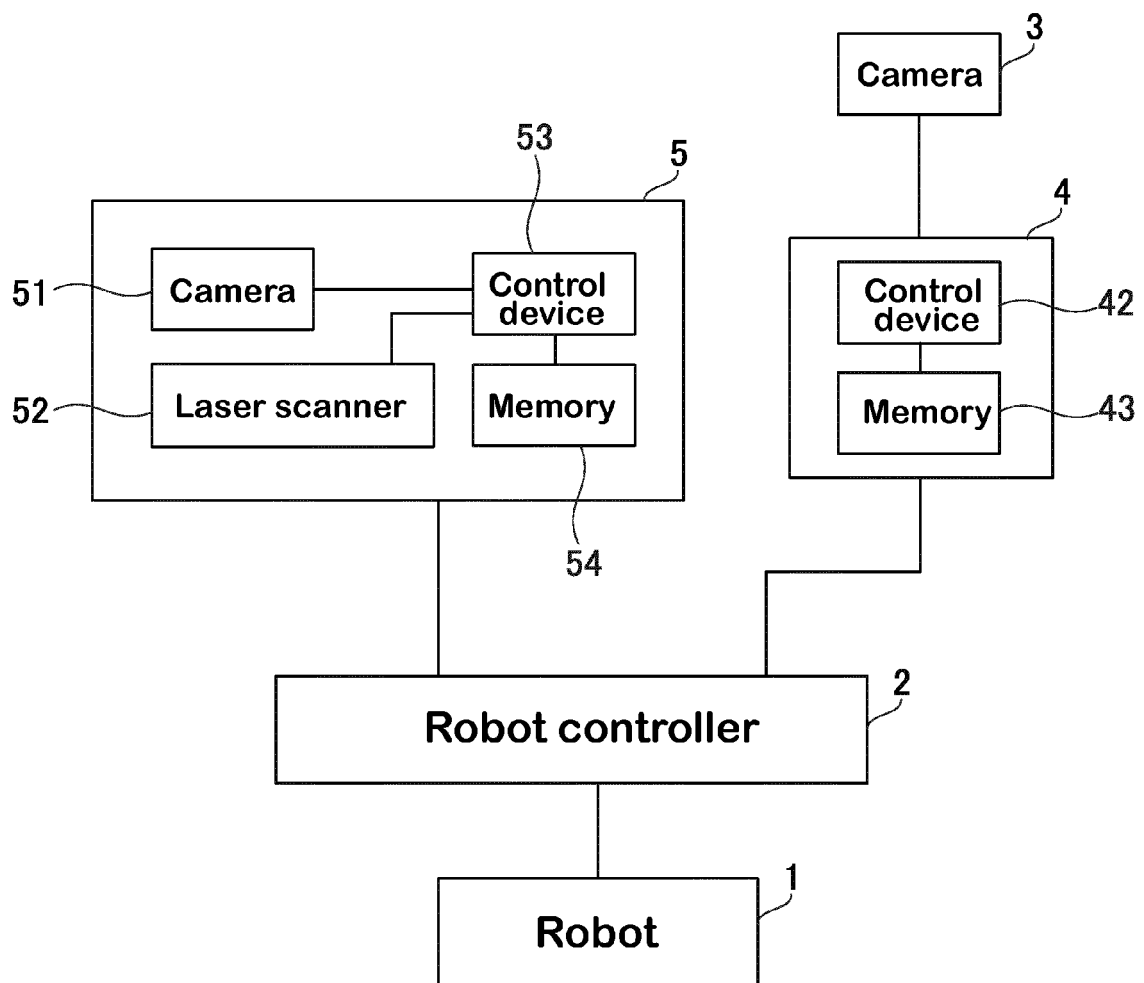 3
Camera
53
5
4
51
Camera
Control
device
Control
device
42
52
Laser scanner
Memory
Memory
43
54
2
Robot controller
1
Robot